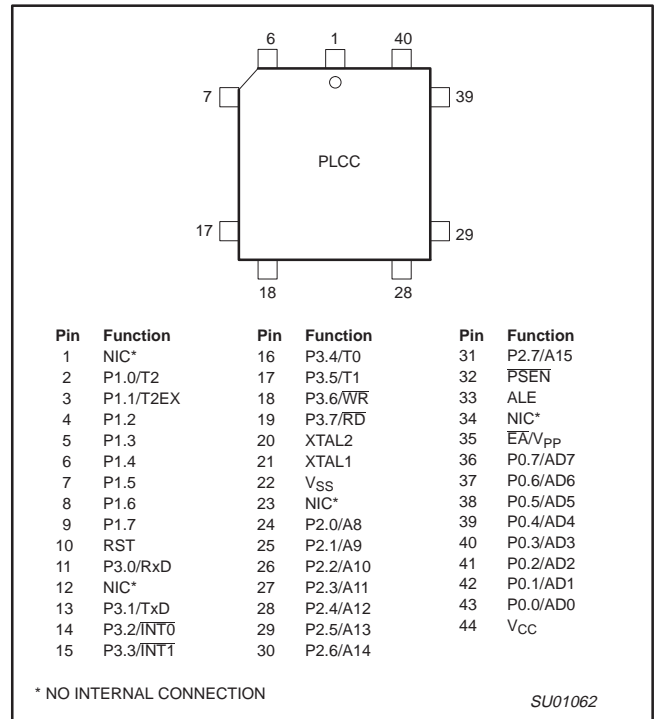 6 1 40
7 39
PLCC
17 29
18 28
Pin Function Pin Function Pin Function
1 NIC* 16 P3.4/T0 31 P2.7/A15
2 P1.0/T2 17 P3.5/T1 32 P̅S̅E̅N̅
3 P1.1/T2EX 18 P3.6/W̅R̅ 33 ALE
4 P1.2 19 P3.7/R̅D̅ 34 NIC*
5 P1.3 20 XTAL2 35 E̅A̅/VPP
6 P1.4 21 XTAL1 36 P0.7/AD7
7 P1.5 22 VSS 37 P0.6/AD6
8 P1.6 23 NIC* 38 P0.5/AD5
9 P1.7 24 P2.0/A8 39 P0.4/AD4
10 RST 25 P2.1/A9 40 P0.3/AD3
11 P3.0/RxD 26 P2.2/A10 41 P0.2/AD2
12 NIC* 27 P2.3/A11 42 P0.1/AD1
13 P3.1/TxD 28 P2.4/A12 43 P0.0/AD0
14 P3.2/I̅N̅T̅0̅ 29 P2.5/A13 44 VCC
15 P3.3/I̅N̅T̅1̅ 30 P2.6/A14
* NO INTERNAL CONNECTION
SU01062